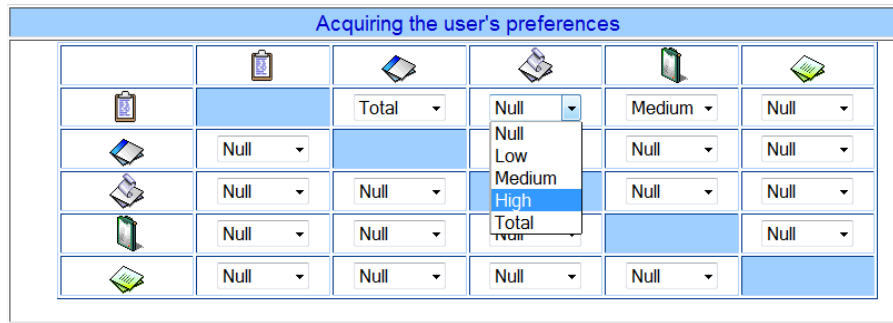 Acquiring the user's preferences
Total Null Medium Null
Null
Low
Medium
High
Total
Null Null Null
Null Null Null Null
Null Null Null Null
Null Null Null Null